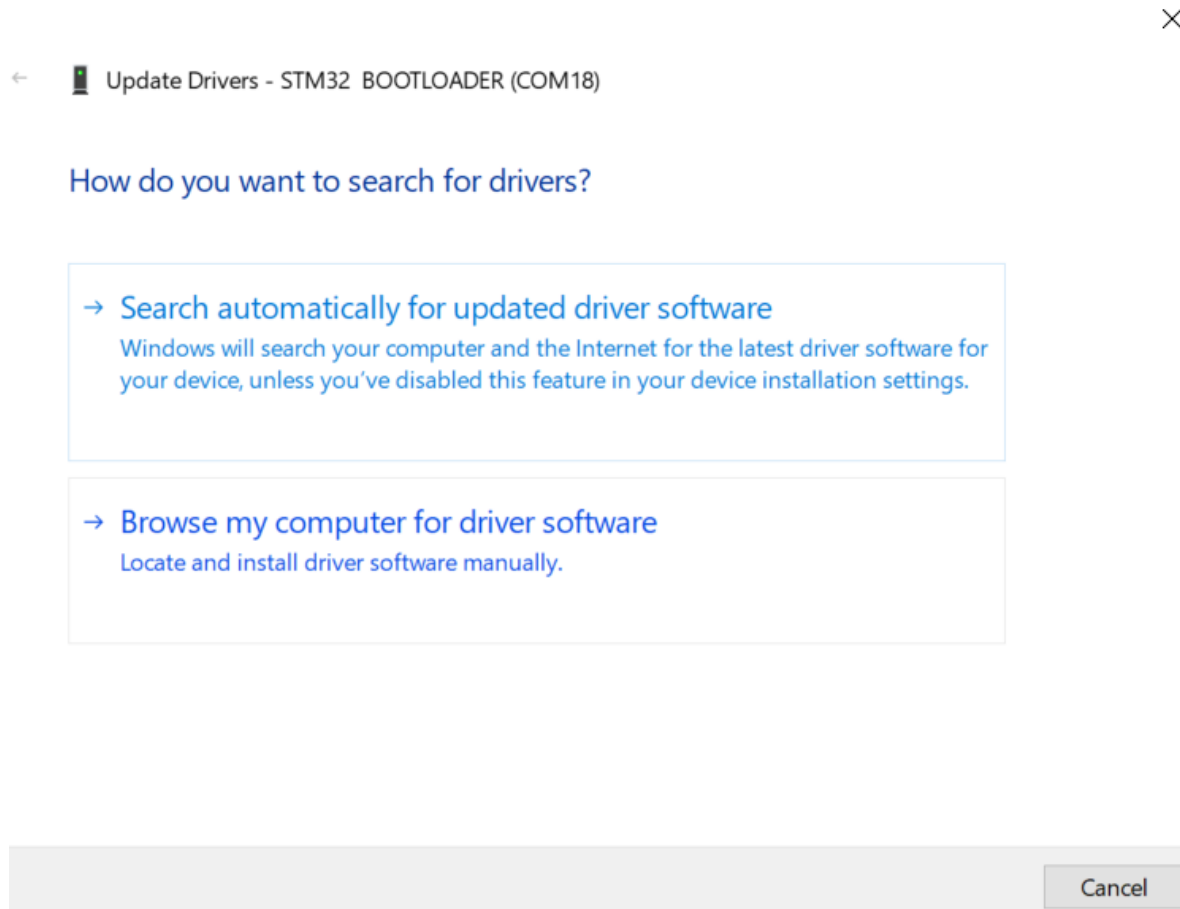 Update Drivers - STM32  BOOTLOADER (COM18)
How do you want to search for drivers?
Search automatically for updated driver software
Windows will search your computer and the Internet for the latest driver software for
your device, unless you've disabled this feature in your device installation settings.
Browse my computer for driver software
Locate and install driver software manually.
Cancel